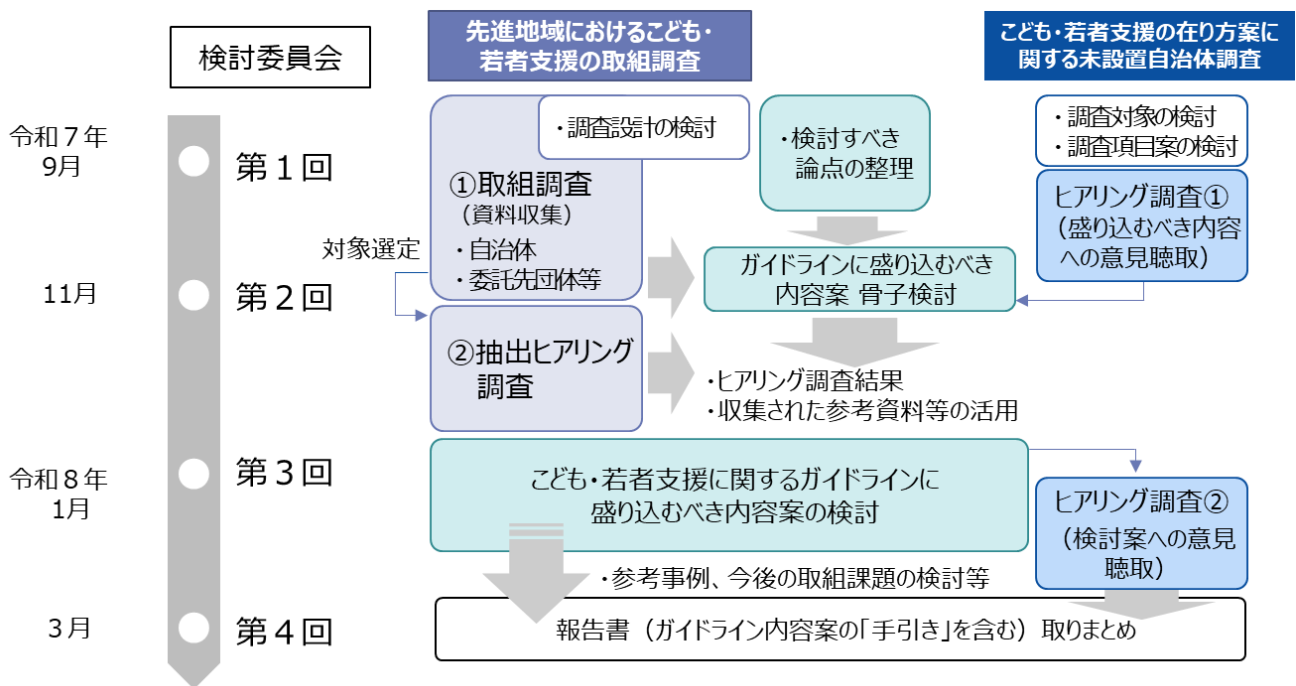 検討委員会
先進地域におけるこども・
若者支援の取組調査
こども・若者支援の在り方案に
関する未設置自治体調査
令和７年
9月
第１回
・調査設計の検討
①取組調査
（資料収集）
・自治体
・委託先団体等
・検討すべき
論点の整理
・調査対象の検討
・調査項目案の検討
ヒアリング調査①
（盛り込むべき内容
への意見聴取）
対象選定
11月
第２回
ガイドラインに盛り込むべき
内容案 骨子検討
②抽出ヒアリング
調査
・ヒアリング調査結果
・収集された参考資料等の活用
令和８年
1月
第３回
こども・若者支援に関するガイドラインに
盛り込むべき内容案の検討
ヒアリング調査②
（検討案への意見
聴取）
・参考事例、今後の取組課題の検討等
３月
第４回
報告書（ガイドライン内容案の「手引き」を含む）取りまとめ